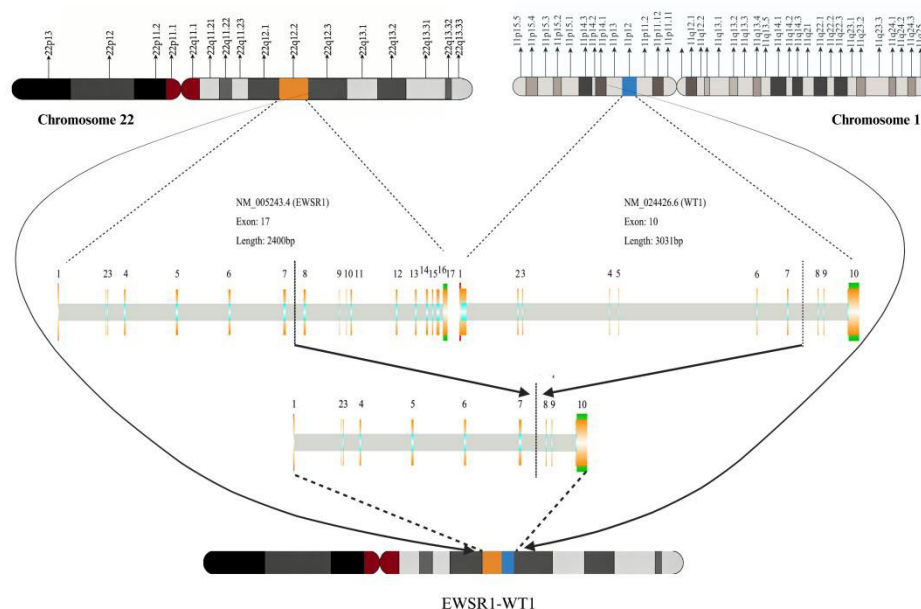 22p13
22p12
22p11.2
22p11.1
22q11.1
22q11.21
22q11.22
22q11.23
22q12.1
22q12.2
22q12.3
22q13.1
22q13.2
22q13.31
22q13.32
22q13.33
11p15.5
11p15.4
11p15.3
11p15.2
11p15.1
11p14.3
11p14.2
11p14.1
11p13
11p12
11p11.2
11p11.12
11p11.11
11q12.1
11q12.2
11q13.1
11q13.2
11q13.3
11q13.4
11q13.5
11q14.1
11q14.2
11q14.3
11q21
11q22.1
11q22.2
11q22.3
11q23.1
11q23.2
11q23.3
11q24.1
11q24.2
11q24.3
Chromosome 22
Chromosome 1
NM_005243.4 (EWSR1)
Exon: 17
Length: 2400bp
NM_024426.6 (WT1)
Exon: 10
Length: 3031bp
1 23 4 5 6 7 8 9 10 11 12 13 14 15 16 17 1 23 4 5 6 7 8 9 10
1 23 4 5 6 7 8 9 10
EWSR1-WT1